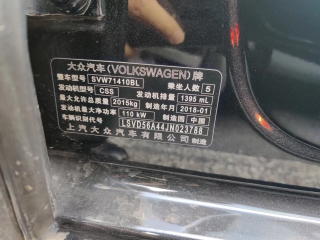 大众汽车(VOLKSWAGEN)牌
整车型号 SVW71410BL 乘坐人数 5
发动机型号 CSS 发动机排量 1395 mL
最大允许总质量 2015kg 制造年月 2018-01
发动机最大净功率 110 kW 制造国 中国
车辆识别代号 LSVD56A44JN023788
上汽大众汽车有限公司 制造